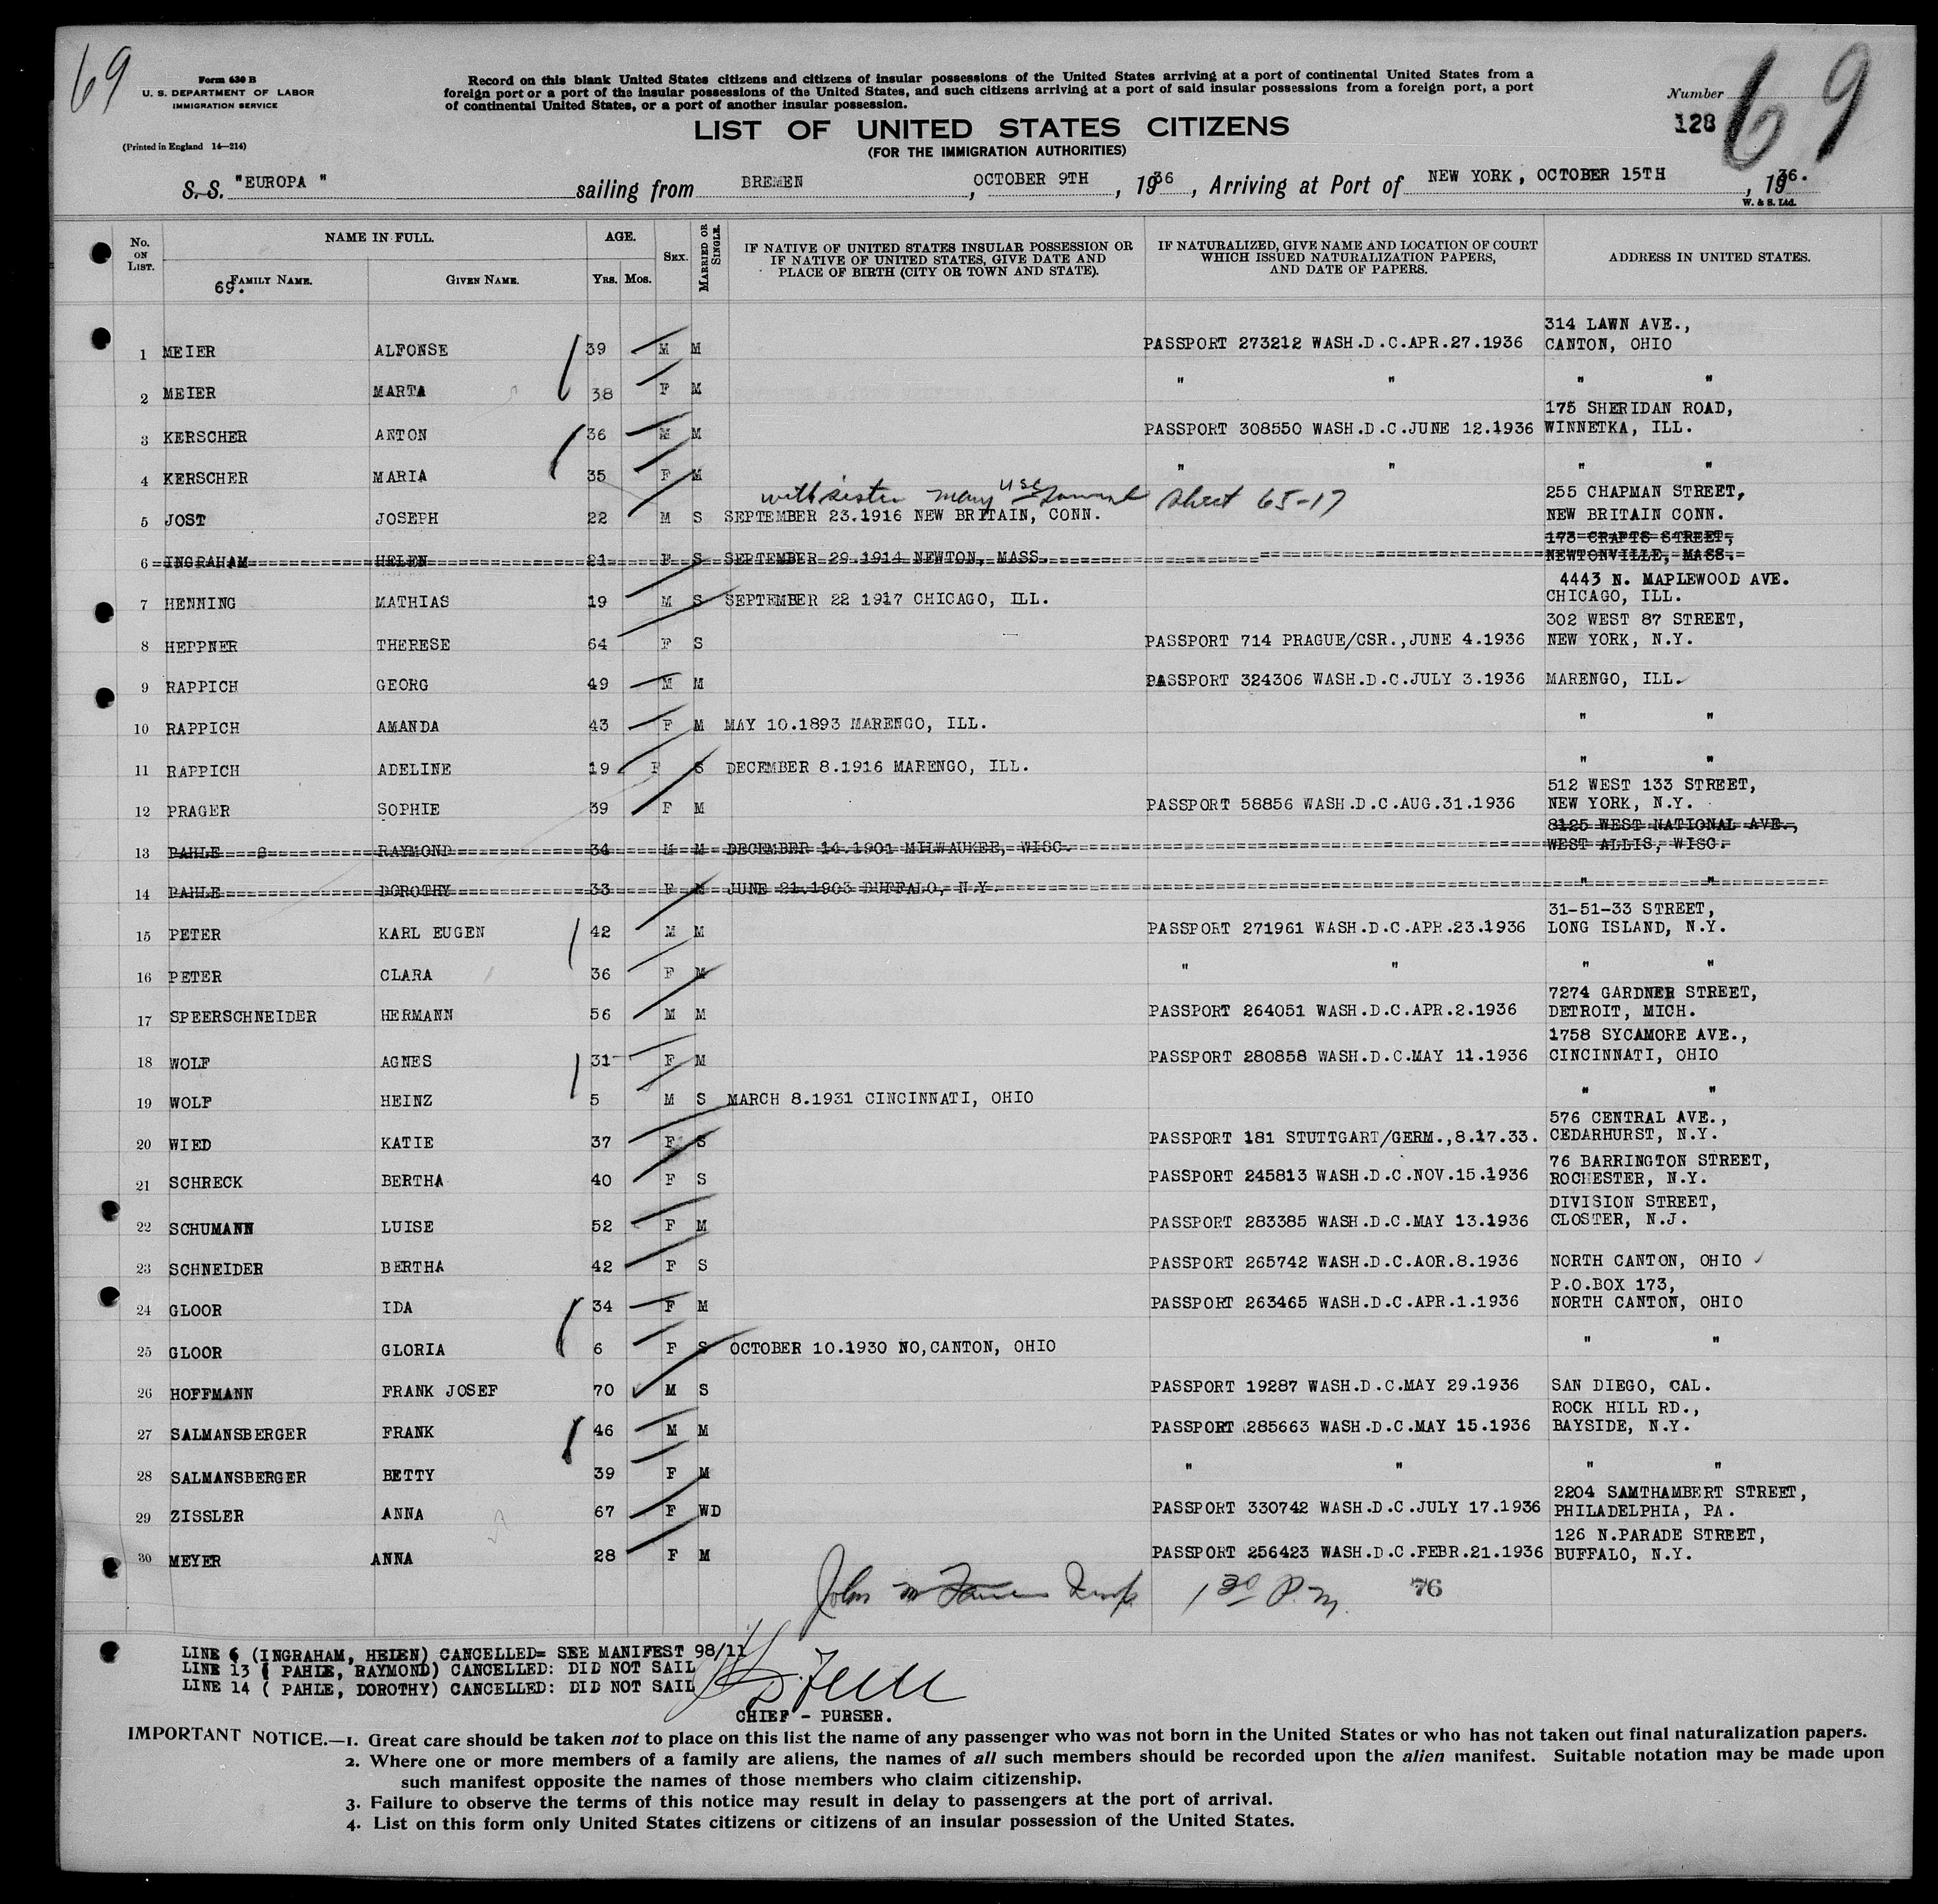 69
Form 630 B
U. S. DEPARTMENT OF LABOR
IMMIGRATION SERVICE
(Printed in England 14—214)
Record on this blank United States citizens and citizens of insular possessions of the United States arriving at a port of continental United States from a
foreign port or a port of the insular possessions of the United States, and such citizens arriving at a port of said insular possessions from a foreign port, a port
of continental United States, or a port of another insular possession.
Number
128
69
LIST OF UNITED STATES CITIZENS
(FOR THE IMMIGRATION AUTHORITIES)
S. S. "EUROPA " sailing from BREMEN , OCTOBER 9TH , 1936 , Arriving at Port of NEW YORK, OCTOBER 15TH , 1936.
W. & S. Ltd.
No. ON LIST. NAME IN FULL. AGE. SEX. MARRIED OR SINGLE. IF NATIVE OF UNITED STATES INSULAR POSSESSION OR IF NATIVE OF UNITED STATES, GIVE DATE AND PLACE OF BIRTH (CITY OR TOWN AND STATE). IF NATURALIZED, GIVE NAME AND LOCATION OF COURT WHICH ISSUED NATURALIZATION PAPERS, AND DATE OF PAPERS. ADDRESS IN UNITED STATES.
69. FAMILY NAME. GIVEN NAME. Yrs. Mos.
314 LAWN AVE.,
1 MEIER ALFONSE 39 M M PASSPORT 273212 WASH.D.C.APR.27.1936 CANTON, OHIO
2 MEIER MARTA 38 F M " " " "
175 SHERIDAN ROAD,
3 KERSCHER ANTON 36 M M PASSPORT 308550 WASH.D.C.JUNE 12.1936 WINNETKA, ILL.
4 KERSCHER MARIA 35 F M " " " "
with sister Mary USC sheet 65-17
255 CHAPMAN STREET,
5 JOST JOSEPH 22 M S SEPTEMBER 23.1916 NEW BRITAIN, CONN. NEW BRITAIN CONN.
173 CRAFTS STREET,
6 INGRAHAM HELEN 21 F S SEPTEMBER 29.1914 NEWTON, MASS. NEWTONVILLE, MASS.
4443 N. MAPLEWOOD AVE.
7 HENNING MATHIAS 19 M S SEPTEMBER 22 1917 CHICAGO, ILL. CHICAGO, ILL.
302 WEST 87 STREET,
8 HEPPNER THERESE 64 F S PASSPORT 714 PRAGUE/CSR.,JUNE 4.1936 NEW YORK, N.Y.
9 RAPPICH GEORG 49 M M PASSPORT 324306 WASH.D.C.JULY 3.1936 MARENGO, ILL.
10 RAPPICH AMANDA 43 F M MAY 10.1893 MARENGO, ILL. " "
11 RAPPICH ADELINE 19 F S DECEMBER 8.1916 MARENGO, ILL. " "
512 WEST 133 STREET,
12 PRAGER SOPHIE 39 F M PASSPORT 58856 WASH.D.C.AUG.31.1936 NEW YORK, N.Y.
8125 WEST NATIONAL AVE.,
13 PAHLE S RAYMOND 34 M M DECEMBER 14.1901 MILWAUKEE, WISC. WEST ALLIS, WISC.
14 PAHLE DOROTHY 33 F M JUNE 21.1903 BUFFALO, N.Y. " "
31-51-33 STREET,
15 PETER KARL EUGEN 42 M M PASSPORT 271961 WASH.D.C.APR.23.1936 LONG ISLAND, N.Y.
16 PETER CLARA 36 F M " " " "
7274 GARDNER STREET,
17 SPEERSCHNEIDER HERMANN 56 M M PASSPORT 264051 WASH.D.C.APR.2.1936 DETROIT, MICH.
1758 SYCAMORE AVE.,
18 WOLF AGNES 31 F M PASSPORT 280858 WASH.D.C.MAY 11.1936 CINCINNATI, OHIO
19 WOLF HEINZ 5 M S MARCH 8.1931 CINCINNATI, OHIO " "
576 CENTRAL AVE.,
20 WIED KATIE 37 F S PASSPORT 181 STUTTGART/GERM.,8.17.33. CEDARHURST, N.Y.
76 BARRINGTON STREET,
21 SCHRECK BERTHA 40 F S PASSPORT 245813 WASH.D.C.NOV.15.1936 ROCHESTER, N.Y.
DIVISION STREET,
22 SCHUMANN LUISE 52 F M PASSPORT 283385 WASH.D.C.MAY 13.1936 CLOSTER, N.J.
23 SCHNEIDER BERTHA 42 F S PASSPORT 265742 WASH.D.C.AOR.8.1936 NORTH CANTON, OHIO
P.O.BOX 173,
24 GLOOR IDA 34 F M PASSPORT 263465 WASH.D.C.APR.1.1936 NORTH CANTON, OHIO
25 GLOOR GLORIA 6 F S OCTOBER 10.1930 NO,CANTON, OHIO " "
26 HOFFMANN FRANK JOSEF 70 M S PASSPORT 19287 WASH.D.C.MAY 29.1936 SAN DIEGO, CAL.
ROCK HILL RD.,
27 SALMANSBERGER FRANK 46 M M PASSPORT 285663 WASH.D.C.MAY 15.1936 BAYSIDE, N.Y.
28 SALMANSBERGER BETTY 39 F M " " " "
2204 SAMTHAMBERT STREET,
29 ZISSLER ANNA 67 F WD PASSPORT 330742 WASH.D.C.JULY 17.1936 PHILADELPHIA, PA.
126 N.PARADE STREET,
30 MEYER ANNA 28 F M PASSPORT 256423 WASH.D.C.FEBR.21.1936 BUFFALO, N.Y.
John 1 30 P.M. 76
LINE 6 (INGRAHAM, HELEN) CANCELLED= SEE MANIFEST 98/11
LINE 13 ( PAHLE, RAYMOND) CANCELLED: DID NOT SAIL
LINE 14 ( PAHLE, DOROTHY) CANCELLED: DID NOT SAIL
CHIEF - PURSER.
IMPORTANT NOTICE.—1. Great care should be taken not to place on this list the name of any passenger who was not born in the United States or who has not taken out final naturalization papers.
2. Where one or more members of a family are aliens, the names of all such members should be recorded upon the alien manifest. Suitable notation may be made upon
such manifest opposite the names of those members who claim citizenship.
3. Failure to observe the terms of this notice may result in delay to passengers at the port of arrival.
4. List on this form only United States citizens or citizens of an insular possession of the United States.